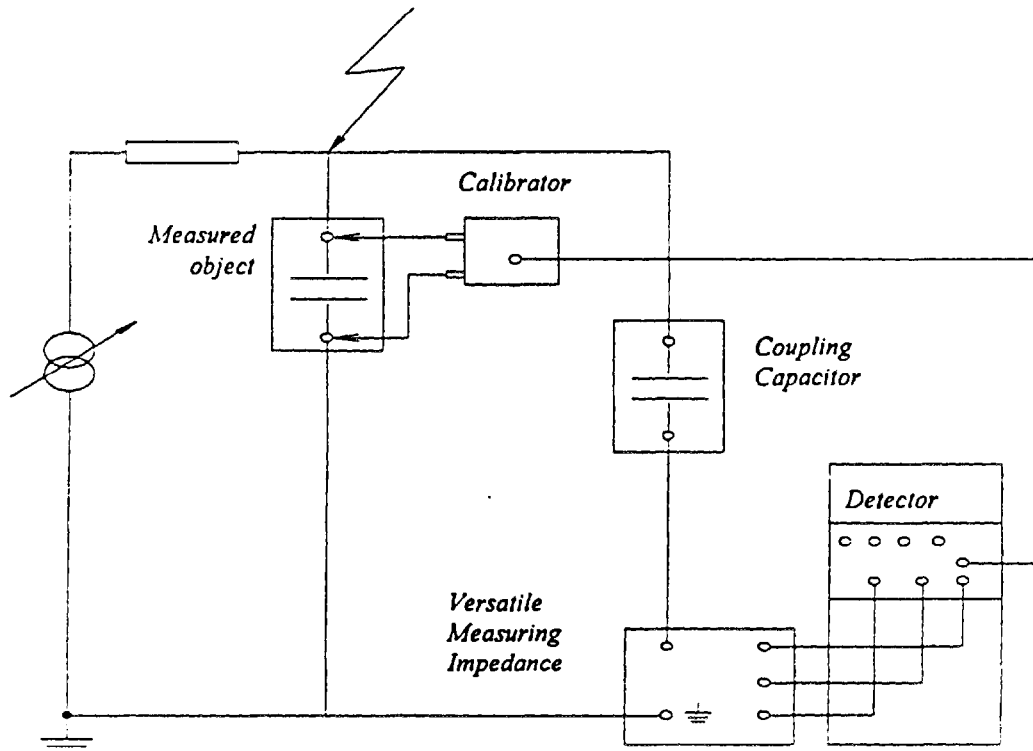 Calibrator
Measured
object
Coupling
Capacitor
Detector
Versatile
Measuring
Impedance